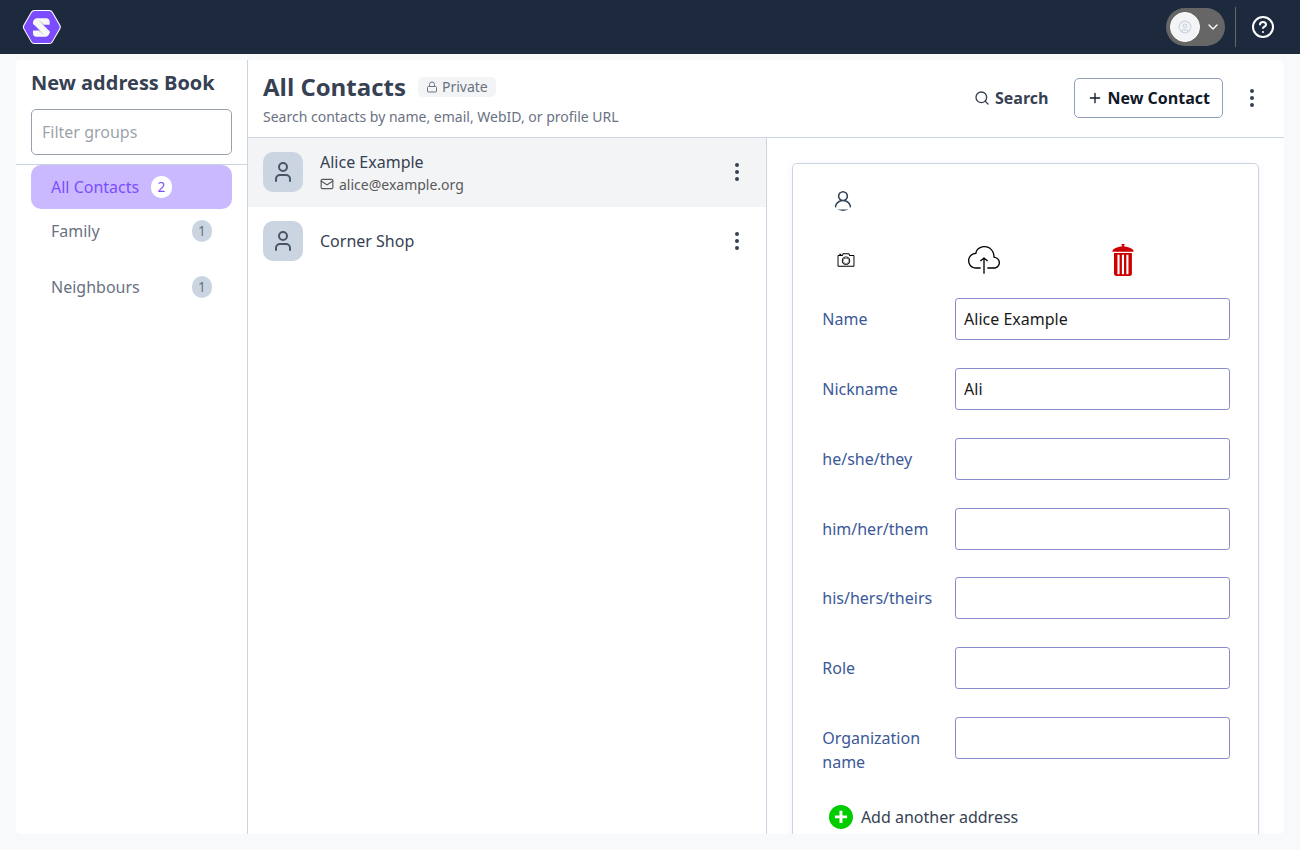 New address Book
Filter groups
All Contacts 2
Family 1
Neighbours 1
All Contacts Private
Search contacts by name, email, WebID, or profile URL
Search
New Contact
Alice Example
alice@example.org
Corner Shop
Name Alice Example
Nickname Ali
he/she/they
him/her/them
his/hers/theirs
Role
Organization
name
Add another address